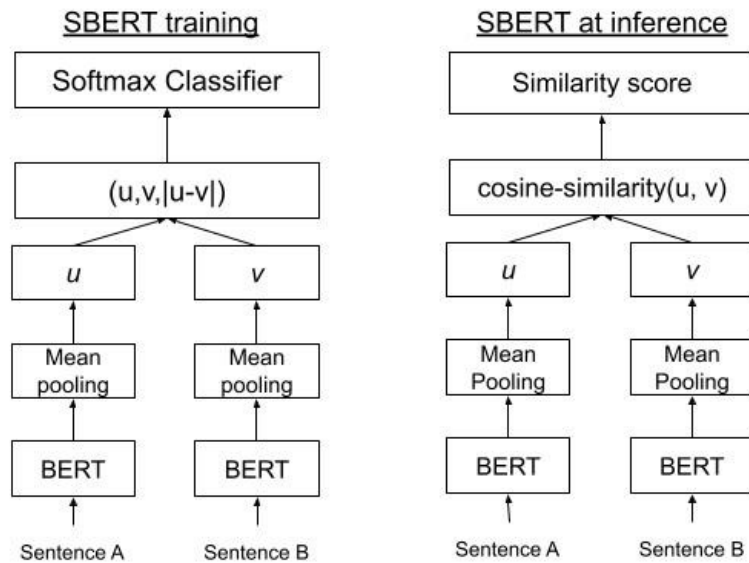 SBERT training
Softmax Classifier
(u,v,|u-v|)
u
v
Mean
pooling
Mean
pooling
BERT
BERT
Sentence A
Sentence B
SBERT at inference
Similarity score
cosine-similarity(u, v)
u
v
Mean
Pooling
Mean
Pooling
BERT
BERT
Sentence A
Sentence B